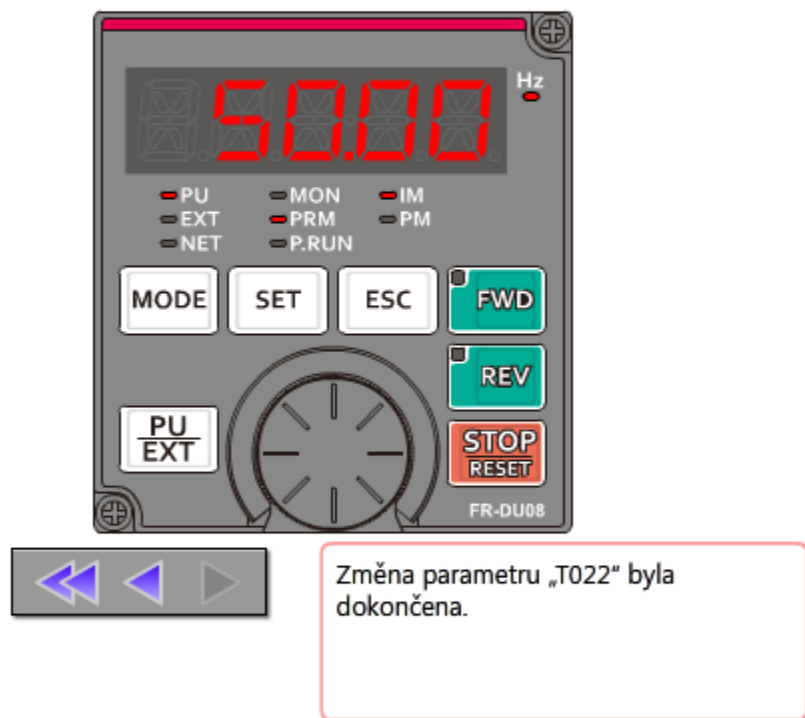 50.00
Hz
PU MON IM
EXT PRM PM
NET P.RUN
MODE SET ESC FWD
REV
PU
EXT
STOP
RESET
FR-DU08
Změna parametru „T022“ byla
dokončena.